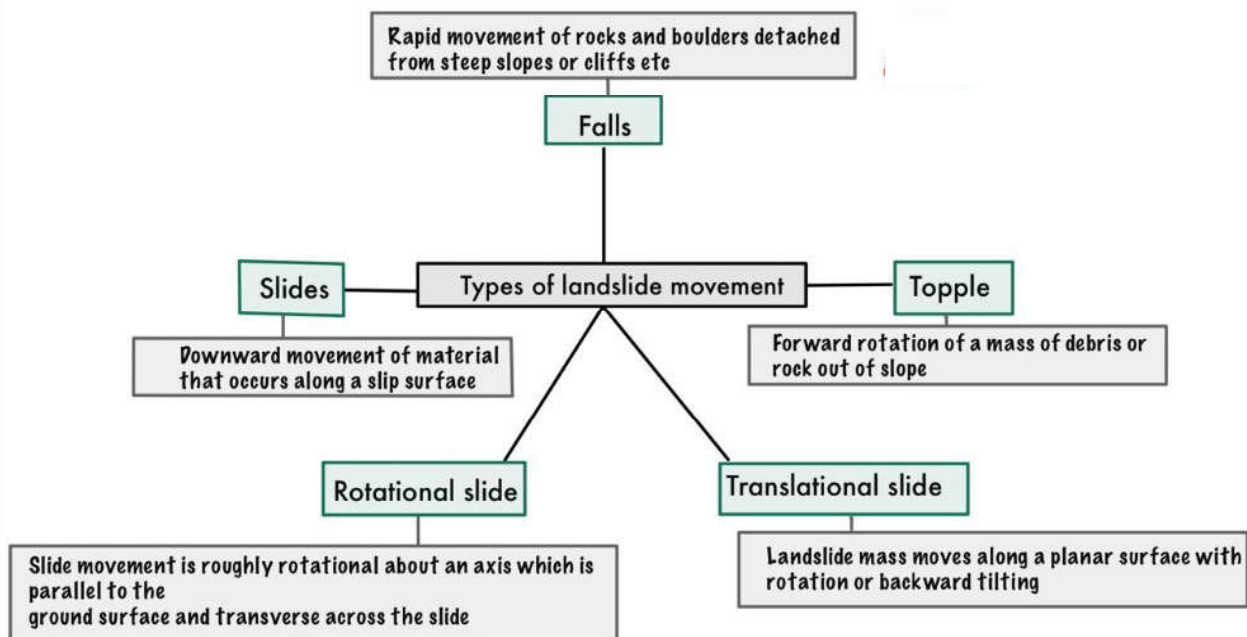 Rapid movement of rocks and boulders detached
from steep slopes or cliffs etc
Falls
Slides
Types of landslide movement
Topple
Downward movement of material
that occurs along a slip surface
Forward rotation of a mass of debris or
rock out of slope
Rotational slide
Translational slide
Slide movement is roughly rotational about an axis which is
parallel to the
ground surface and transverse across the slide
Landslide mass moves along a planar surface with
rotation or backward tilting